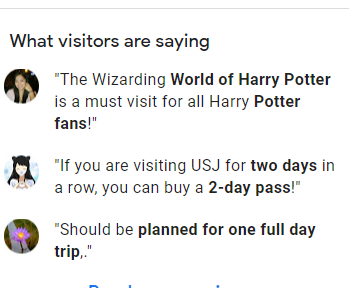 What visitors are saying
"The Wizarding World of Harry Potter
is a must visit for all Harry Potter
fans!"
"If you are visiting USJ for two days in
a row, you can buy a 2-day pass!"
"Should be planned for one full day
trip,."